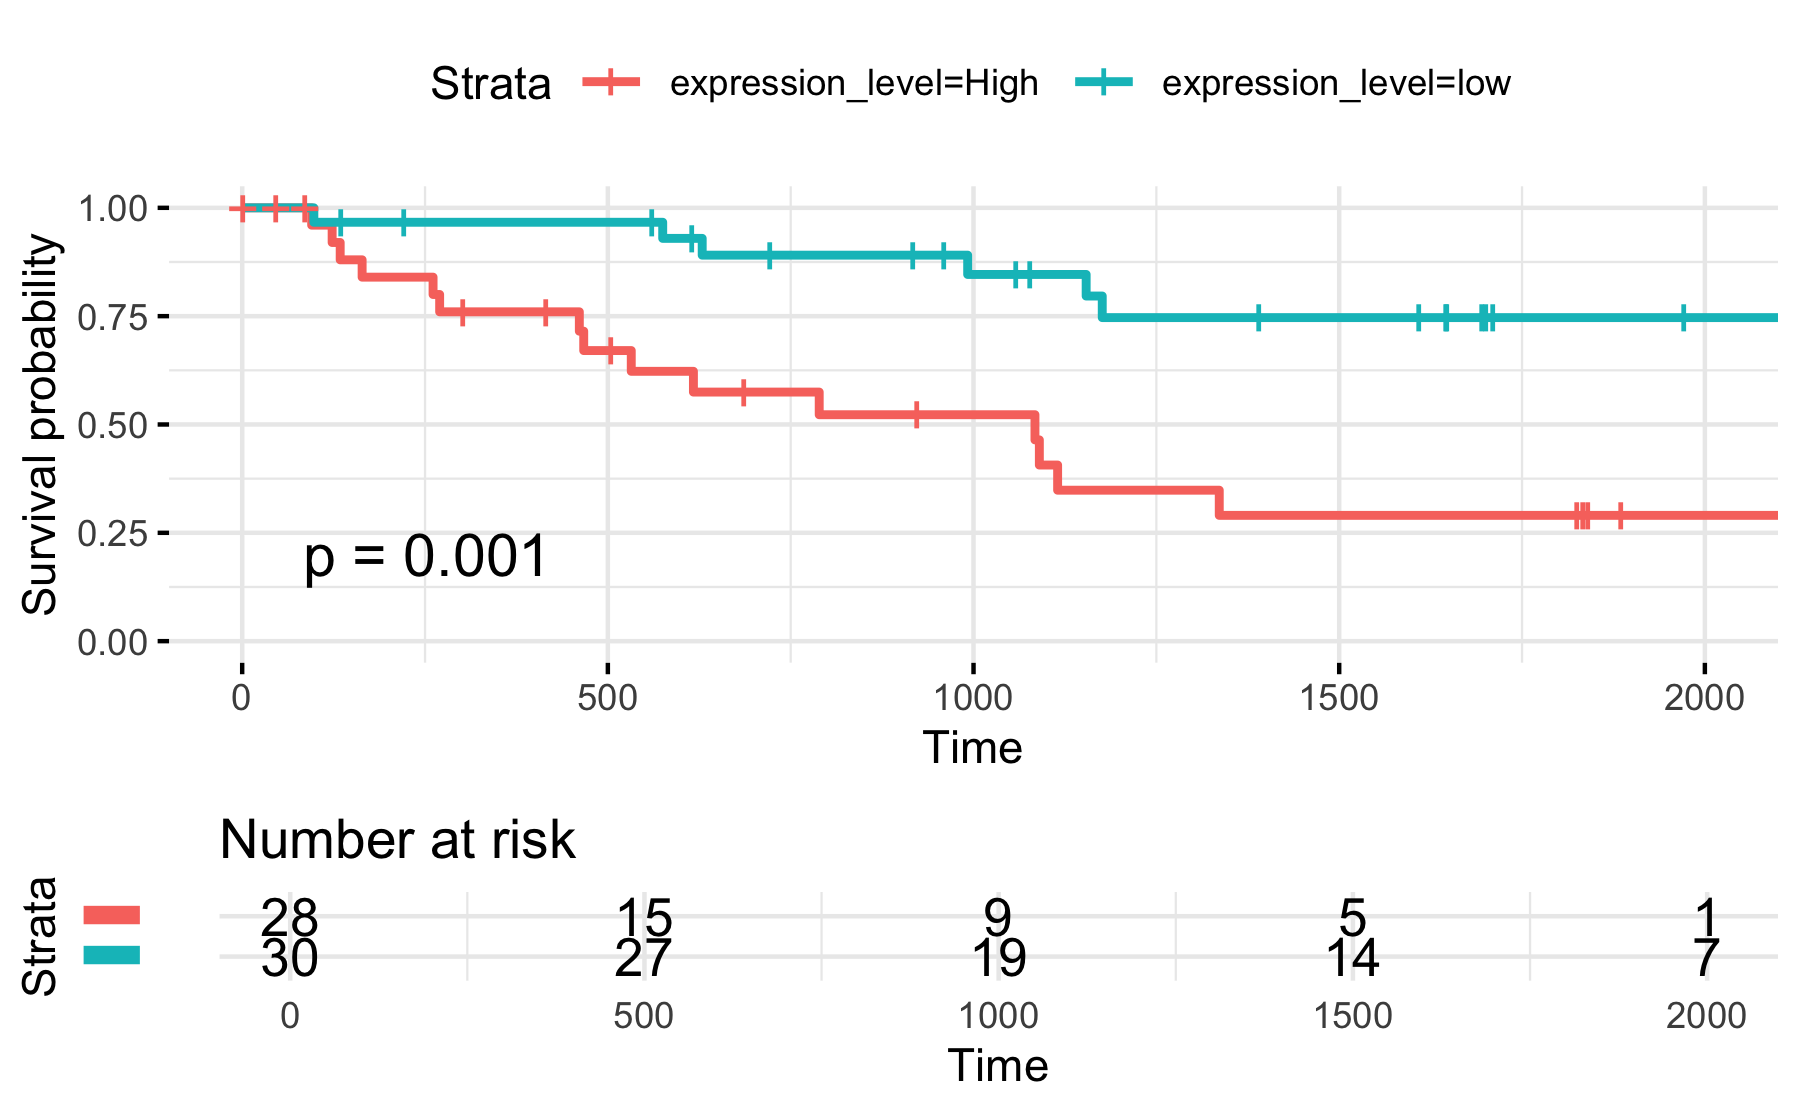 Strata expression_level=High expression_level=low
Survival probability
1.00
0.75
0.50
0.25
0.00
p = 0.001
0 500 1000 1500 2000
Time
Number at risk
Strata
28 15 9 5 1
30 27 19 14 7
0 500 1000 1500 2000
Time